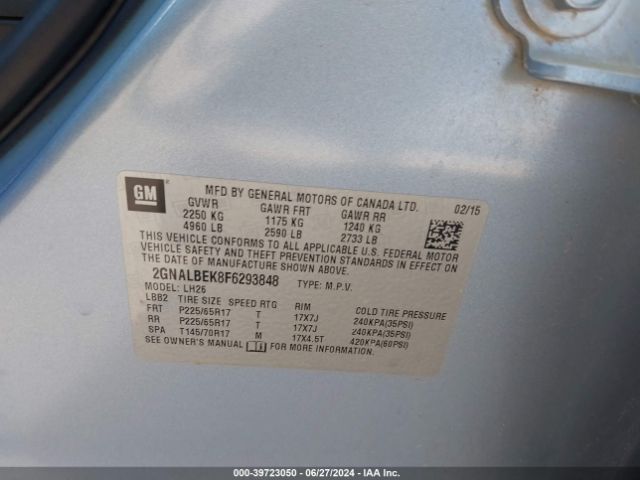 GM
MFD BY GENERAL MOTORS OF CANADA LTD.
GVWR GAWR FRT GAWR RR 02/15
2250 KG 1175 KG 1240 KG
4960 LB 2590 LB 2733 LB
THIS VEHICLE CONFORMS TO ALL APPLICABLE U.S. FEDERAL MOTOR
VEHICLE SAFETY, BUMPER, AND THEFT PREVENTION STANDARDS IN EFFECT ON
THE DATE OF MANUFACTURE SHOWN ABOVE.
2GNALBEK8F6293848 TYPE: M.P.V.
MODEL: LH26
LBB2 TIRE SIZE SPEED RTG RIM COLD TIRE PRESSURE
FRT P225/65R17 T 17X7J 240KPA(35PSI)
RR P225/65R17 T 17X7J 240KPA(35PSI)
SPA T145/70R17 M 17X4.5T 420KPA(60PSI)
SEE OWNER'S MANUAL FOR MORE INFORMATION.
000-39723050 - 06/27/2024 - IAA Inc.